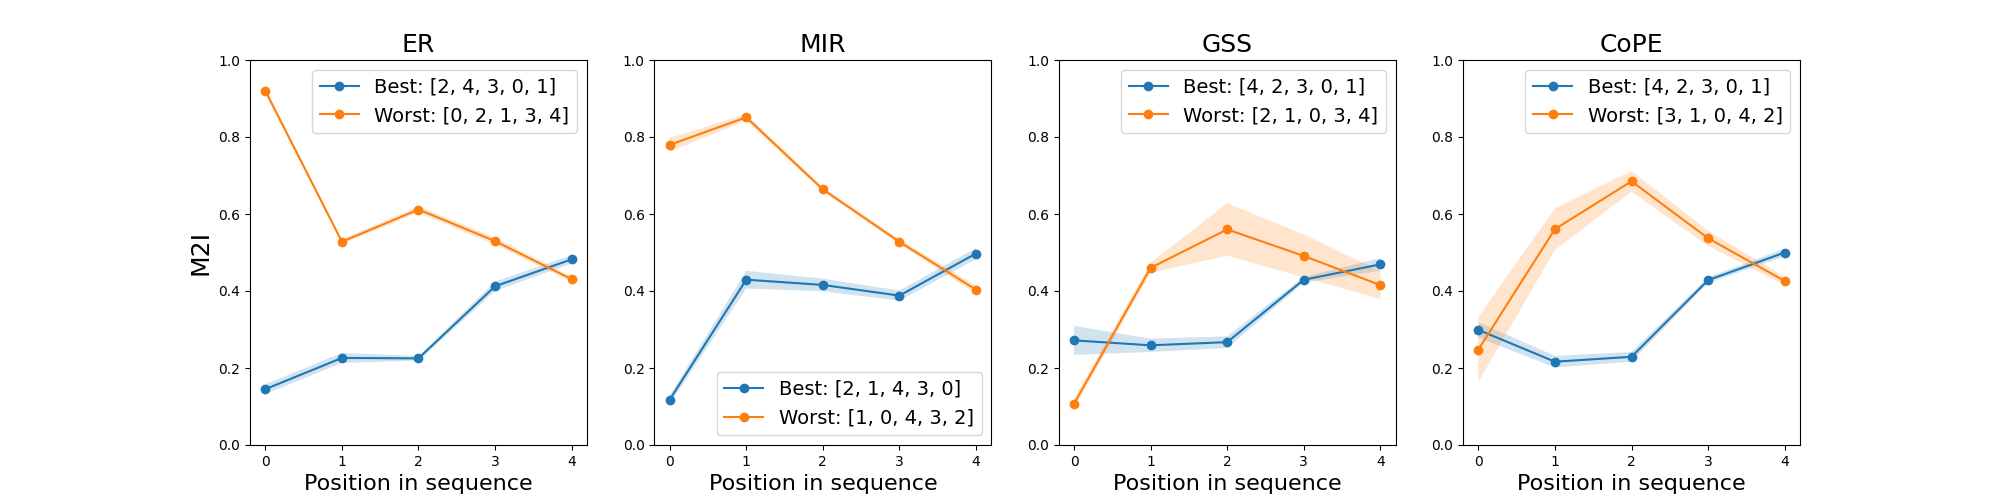 ER
1.0
0.8
0.6
0.4
0.2
0.0
M2I
Best: [2, 4, 3, 0, 1]
Worst: [0, 2, 1, 3, 4]
0 1 2 3 4
Position in sequence
MIR
1.0
0.8
0.6
0.4
0.2
0.0
Best: [2, 1, 4, 3, 0]
Worst: [1, 0, 4, 3, 2]
0 1 2 3 4
Position in sequence
GSS
1.0
0.8
0.6
0.4
0.2
0.0
Best: [4, 2, 3, 0, 1]
Worst: [2, 1, 0, 3, 4]
0 1 2 3 4
Position in sequence
CoPE
1.0
0.8
0.6
0.4
0.2
0.0
Best: [4, 2, 3, 0, 1]
Worst: [3, 1, 0, 4, 2]
0 1 2 3 4
Position in sequence